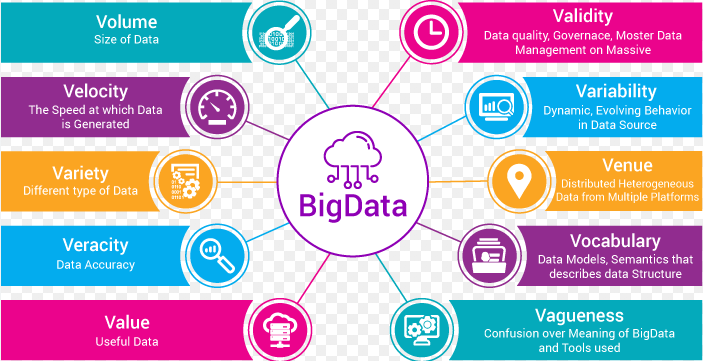 Volume
Size of Data
Velocity
The Speed at which Data
is Generated
Variety
Different type of Data
Veracity
Data Accuracy
Value
Useful Data
BigData
Validity
Data quality, Governace, Moster Data
Management on Massive
Variability
Dynamic, Evolving Behavior
in Data Source
Venue
Distributed Heterogeneous
Data from Multiple Platforms
Vocabulary
Data Models, Semantics that
describes data Structure
Vagueness
Confusion over Meaning of BigData
and Tools used